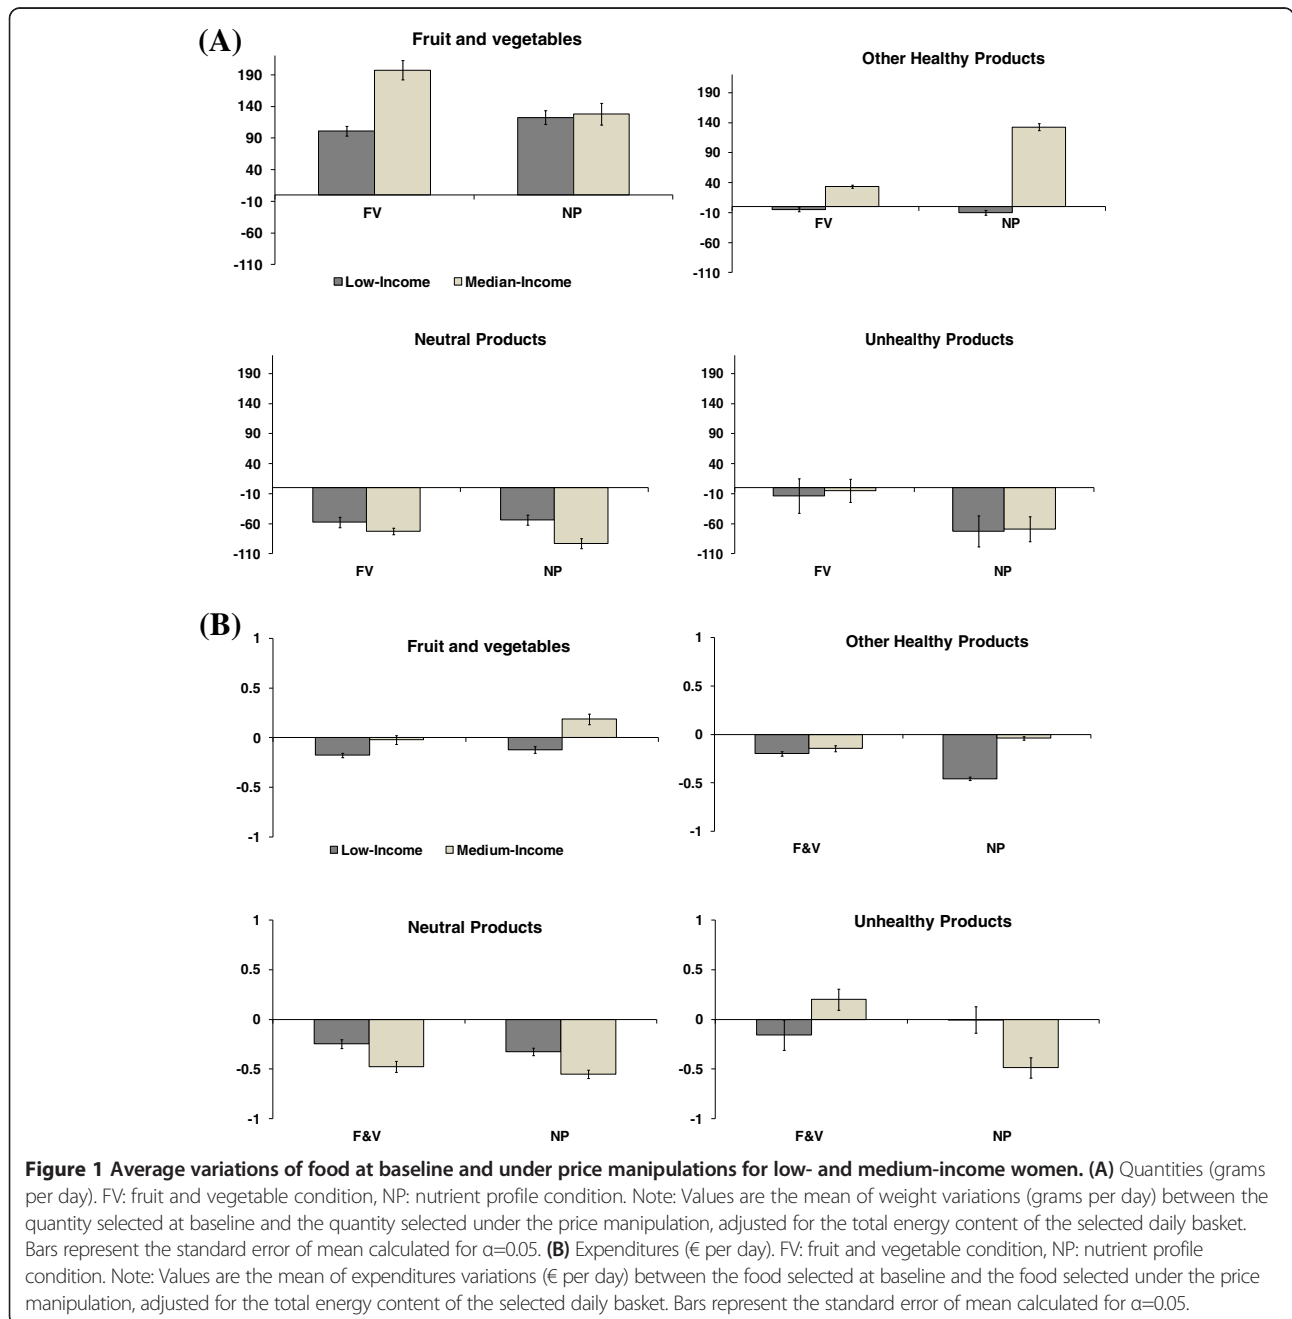 (A)
Fruit and vegetables
190
140
90
40
-10
-60
-110
FV
NP
Low-Income
Median-Income
Other Healthy Products
190
140
90
40
-10
-60
-110
FV
NP
Neutral Products
190
140
90
40
-10
-60
-110
FV
NP
Unhealthy Products
190
140
90
40
-10
-60
-110
FV
NP
(B)
Fruit and vegetables
1
0.5
0
-0.5
-1
Low-Income
Medium-Income
Other Healthy Products
1
0.5
0
-0.5
-1
F&V
NP
Neutral Products
1
0.5
0
-0.5
-1
F&V
NP
Unhealthy Products
1
0.5
0
-0.5
-1
F&V
NP
Figure 1 Average variations of food at baseline and under price manipulations for low- and medium-income women. (A) Quantities (grams
per day). FV: fruit and vegetable condition, NP: nutrient profile condition. Note: Values are the mean of weight variations (grams per day) between the
quantity selected at baseline and the quantity selected under the price manipulation, adjusted for the total energy content of the selected daily basket.
Bars represent the standard error of mean calculated for α=0.05. (B) Expenditures (€ per day). FV: fruit and vegetable condition, NP: nutrient profile
condition. Note: Values are the mean of expenditures variations (€ per day) between the food selected at baseline and the food selected under the price
manipulation, adjusted for the total energy content of the selected daily basket. Bars represent the standard error of mean calculated for α=0.05.